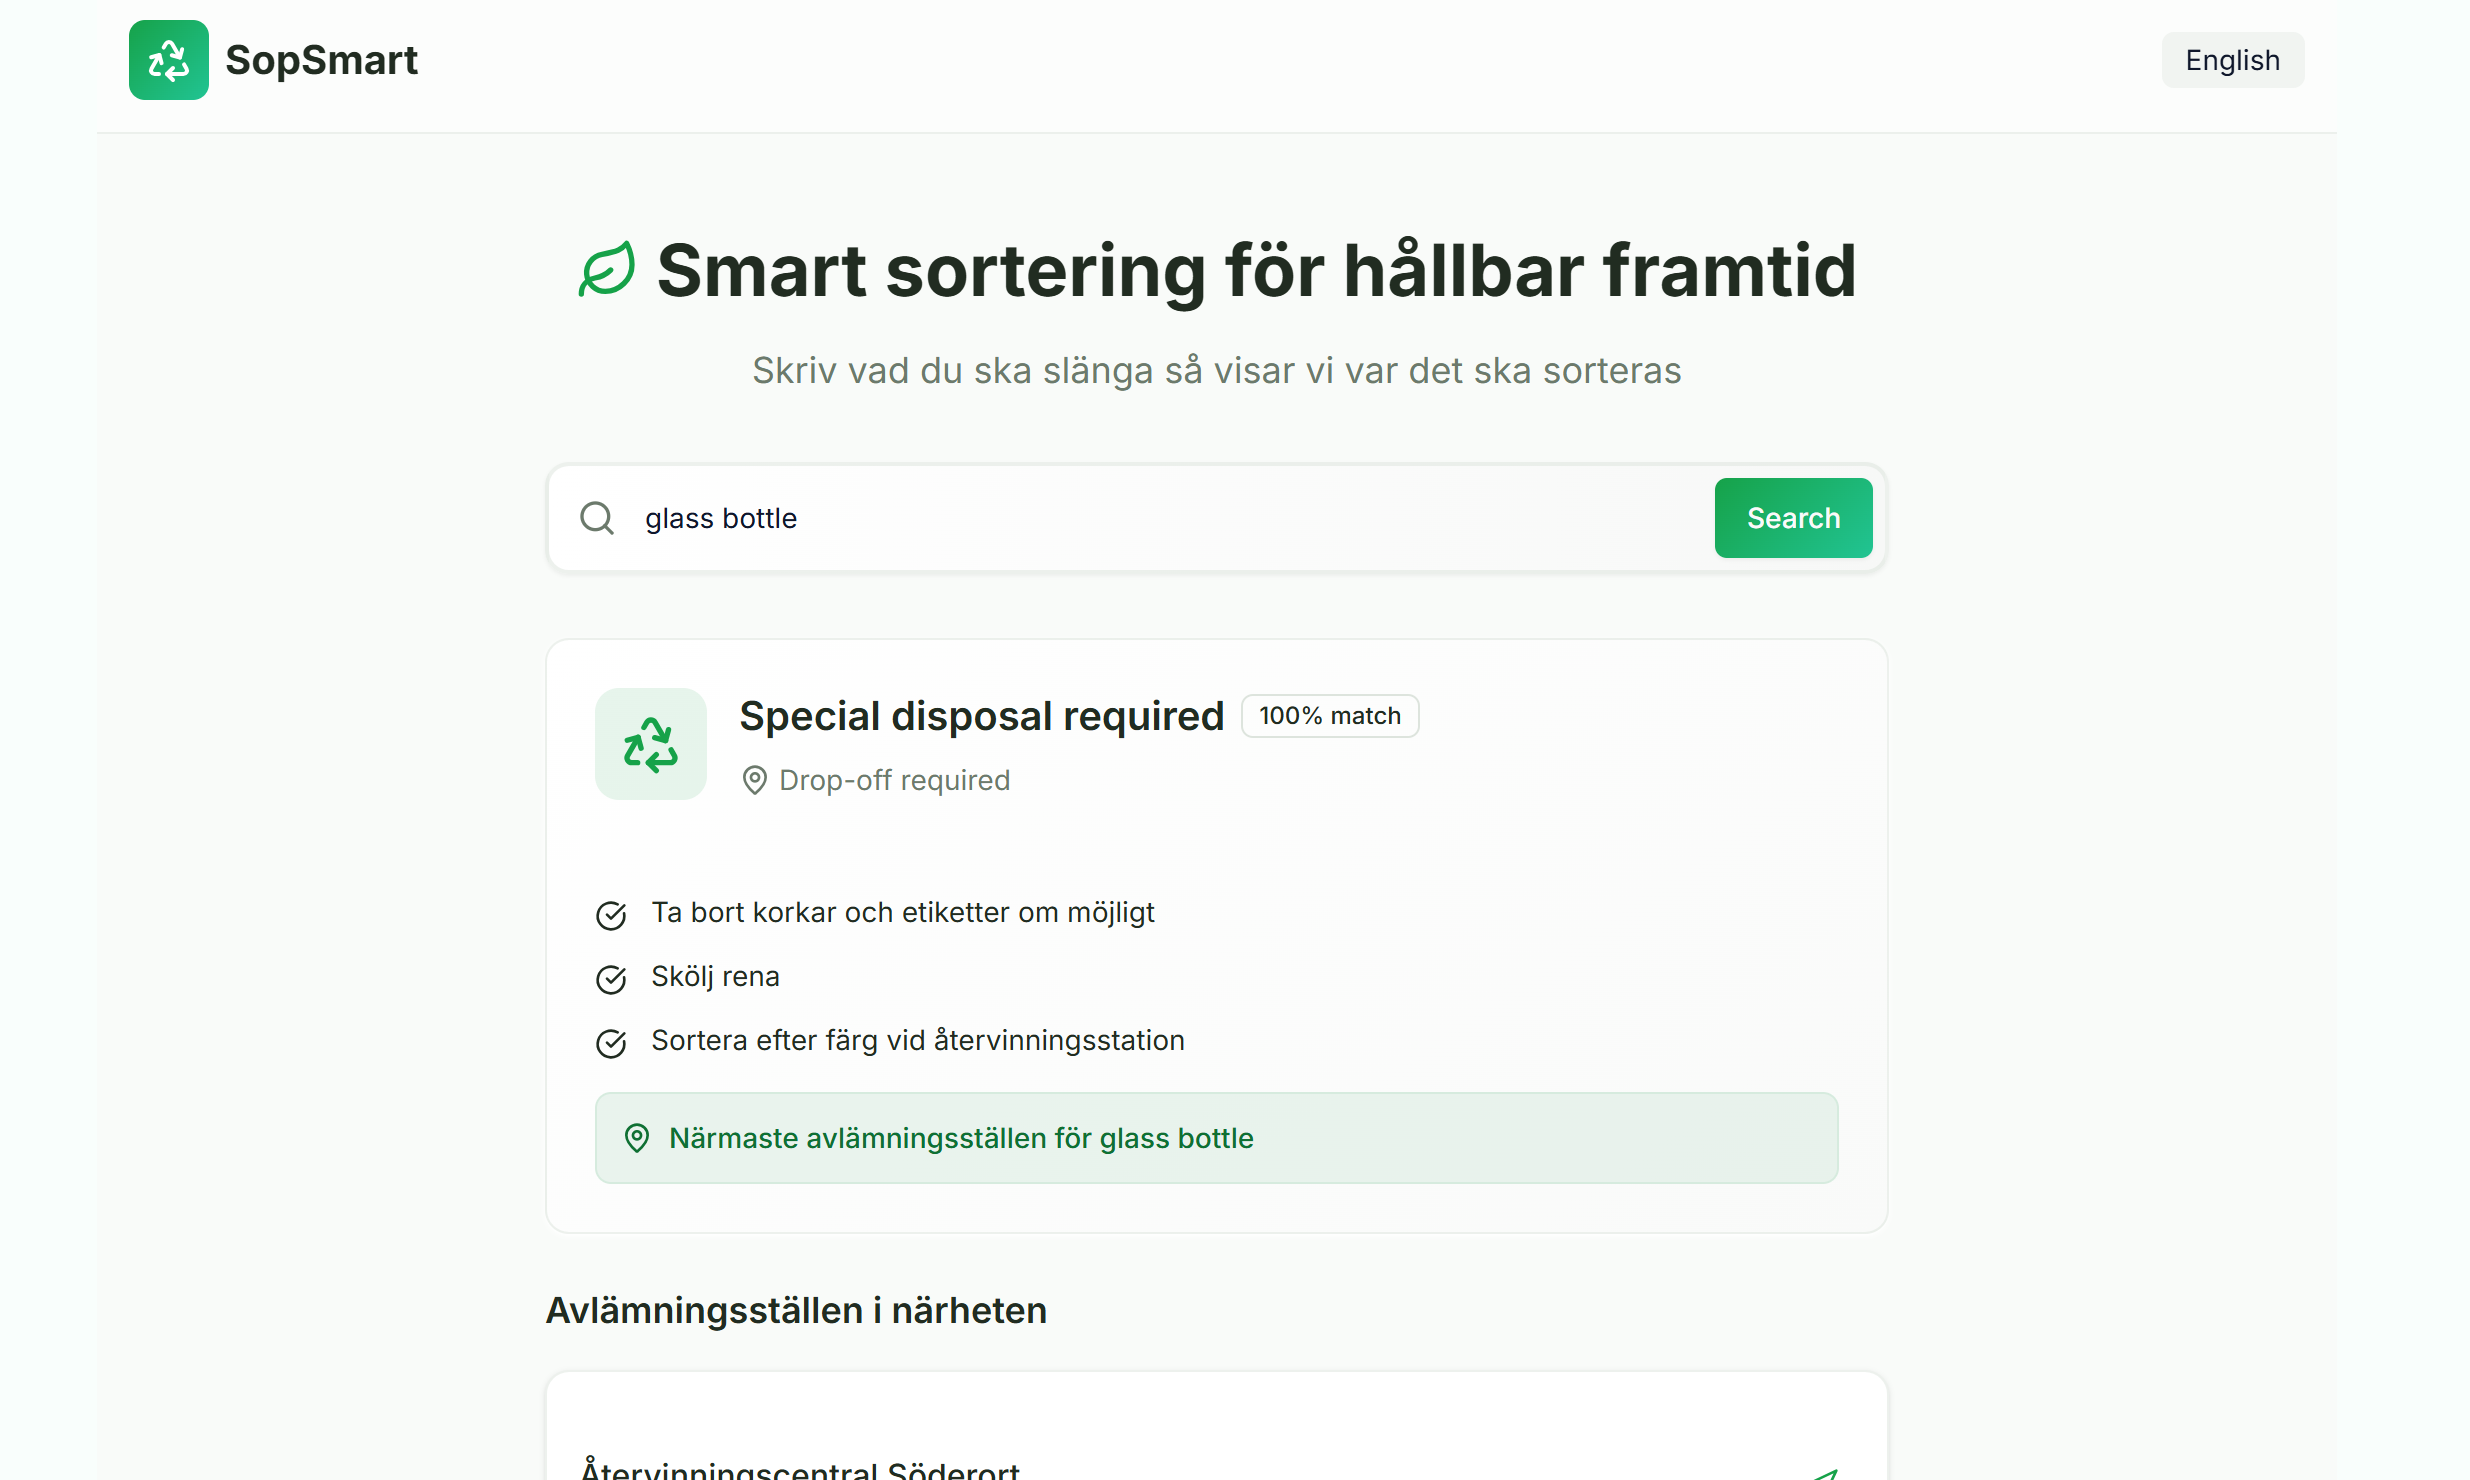 SopSmart
English
Smart sortering för hållbar framtid
Skriv vad du ska slänga så visar vi var det ska sorteras
glass bottle
Search
Special disposal required
100% match
Drop-off required
Ta bort korkar och etiketter om möjligt
Skölj rena
Sortera efter färg vid återvinningsstation
Närmaste avlämningsställen för glass bottle
Avlämningsställen i närheten
Återvinningscentral Söderort